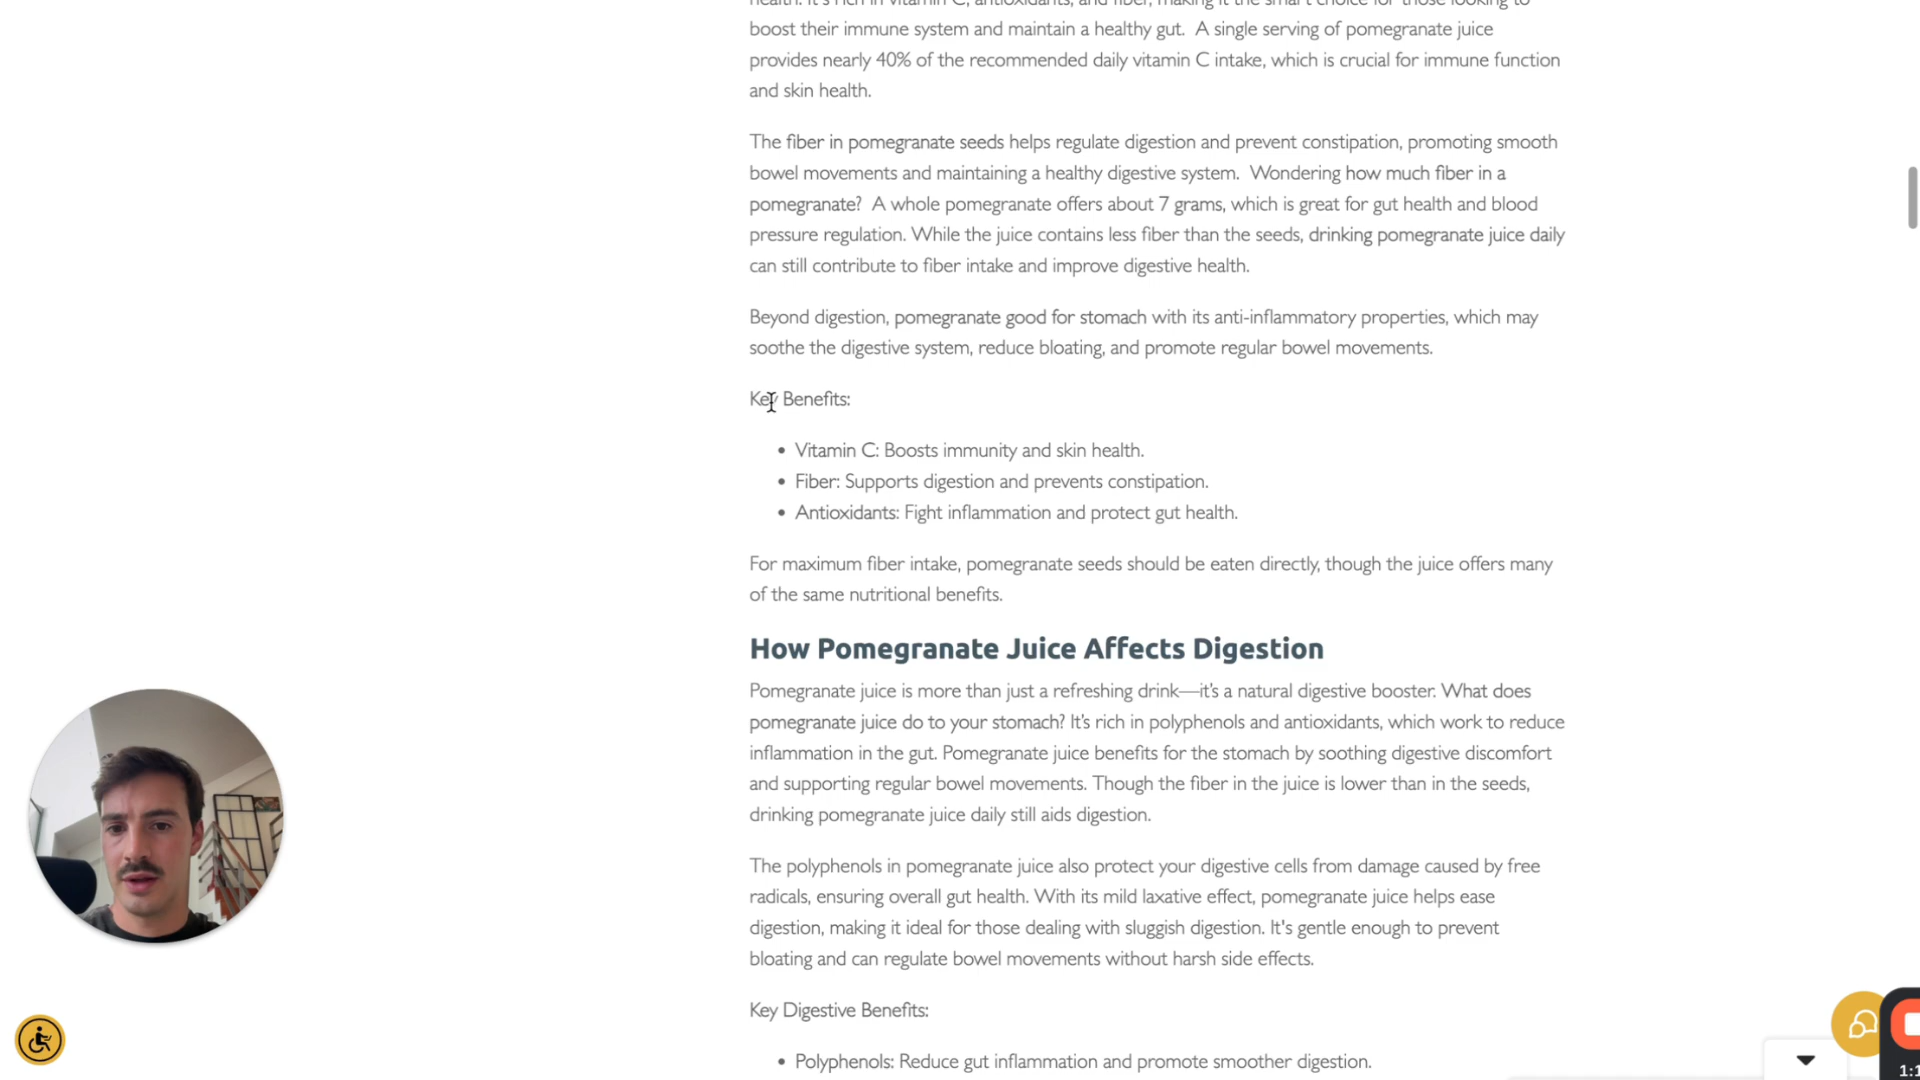 health. It's rich in vitamin C, antioxidants, and fiber, making it the smart choice for those looking to
boost their immune system and maintain a healthy gut.  A single serving of pomegranate juice
provides nearly 40% of the recommended daily vitamin C intake, which is crucial for immune function
and skin health.
The fiber in pomegranate seeds helps regulate digestion and prevent constipation, promoting smooth
bowel movements and maintaining a healthy digestive system.  Wondering how much fiber in a
pomegranate?  A whole pomegranate offers about 7 grams, which is great for gut health and blood
pressure regulation. While the juice contains less fiber than the seeds, drinking pomegranate juice daily
can still contribute to fiber intake and improve digestive health.
Beyond digestion, pomegranate good for stomach with its anti-inflammatory properties, which may
soothe the digestive system, reduce bloating, and promote regular bowel movements.
Key Benefits:
• Vitamin C: Boosts immunity and skin health.
• Fiber: Supports digestion and prevents constipation.
• Antioxidants: Fight inflammation and protect gut health.
For maximum fiber intake, pomegranate seeds should be eaten directly, though the juice offers many
of the same nutritional benefits.
How Pomegranate Juice Affects Digestion
Pomegranate juice is more than just a refreshing drink—it's a natural digestive booster. What does
pomegranate juice do to your stomach? It's rich in polyphenols and antioxidants, which work to reduce
inflammation in the gut. Pomegranate juice benefits for the stomach by soothing digestive discomfort
and supporting regular bowel movements. Though the fiber in the juice is lower than in the seeds,
drinking pomegranate juice daily still aids digestion.
The polyphenols in pomegranate juice also protect your digestive cells from damage caused by free
radicals, ensuring overall gut health. With its mild laxative effect, pomegranate juice helps ease
digestion, making it ideal for those dealing with sluggish digestion. It's gentle enough to prevent
bloating and can regulate bowel movements without harsh side effects.
Key Digestive Benefits:
• Polyphenols: Reduce gut inflammation and promote smoother digestion.